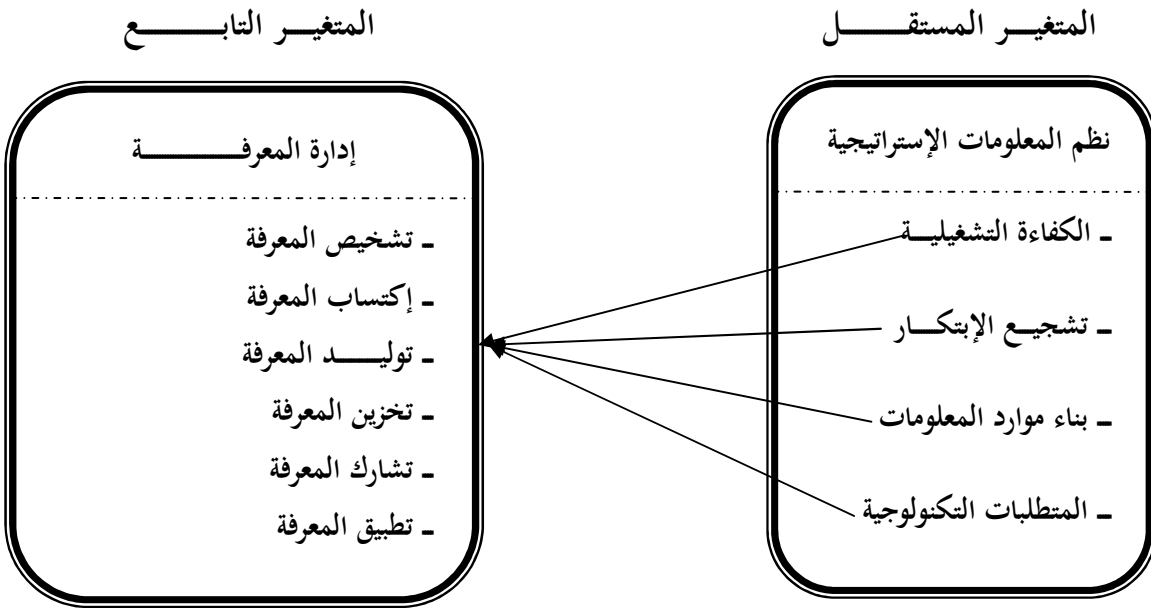 المتغير المستقل
نظم المعلومات الإستراتيجية
ـ الكفاءة التشغيلية
ـ تشجيع الإبتكار
ـ بناء موارد المعلومات
ـ المتطلبات التكنولوجية
المتغير التابع
إدارة المعرفة
ـ تشخيص المعرفة
ـ إكتساب المعرفة
ـ توليد المعرفة
ـ تخزين المعرفة
ـ تشارك المعرفة
ـ تطبيق المعرفة